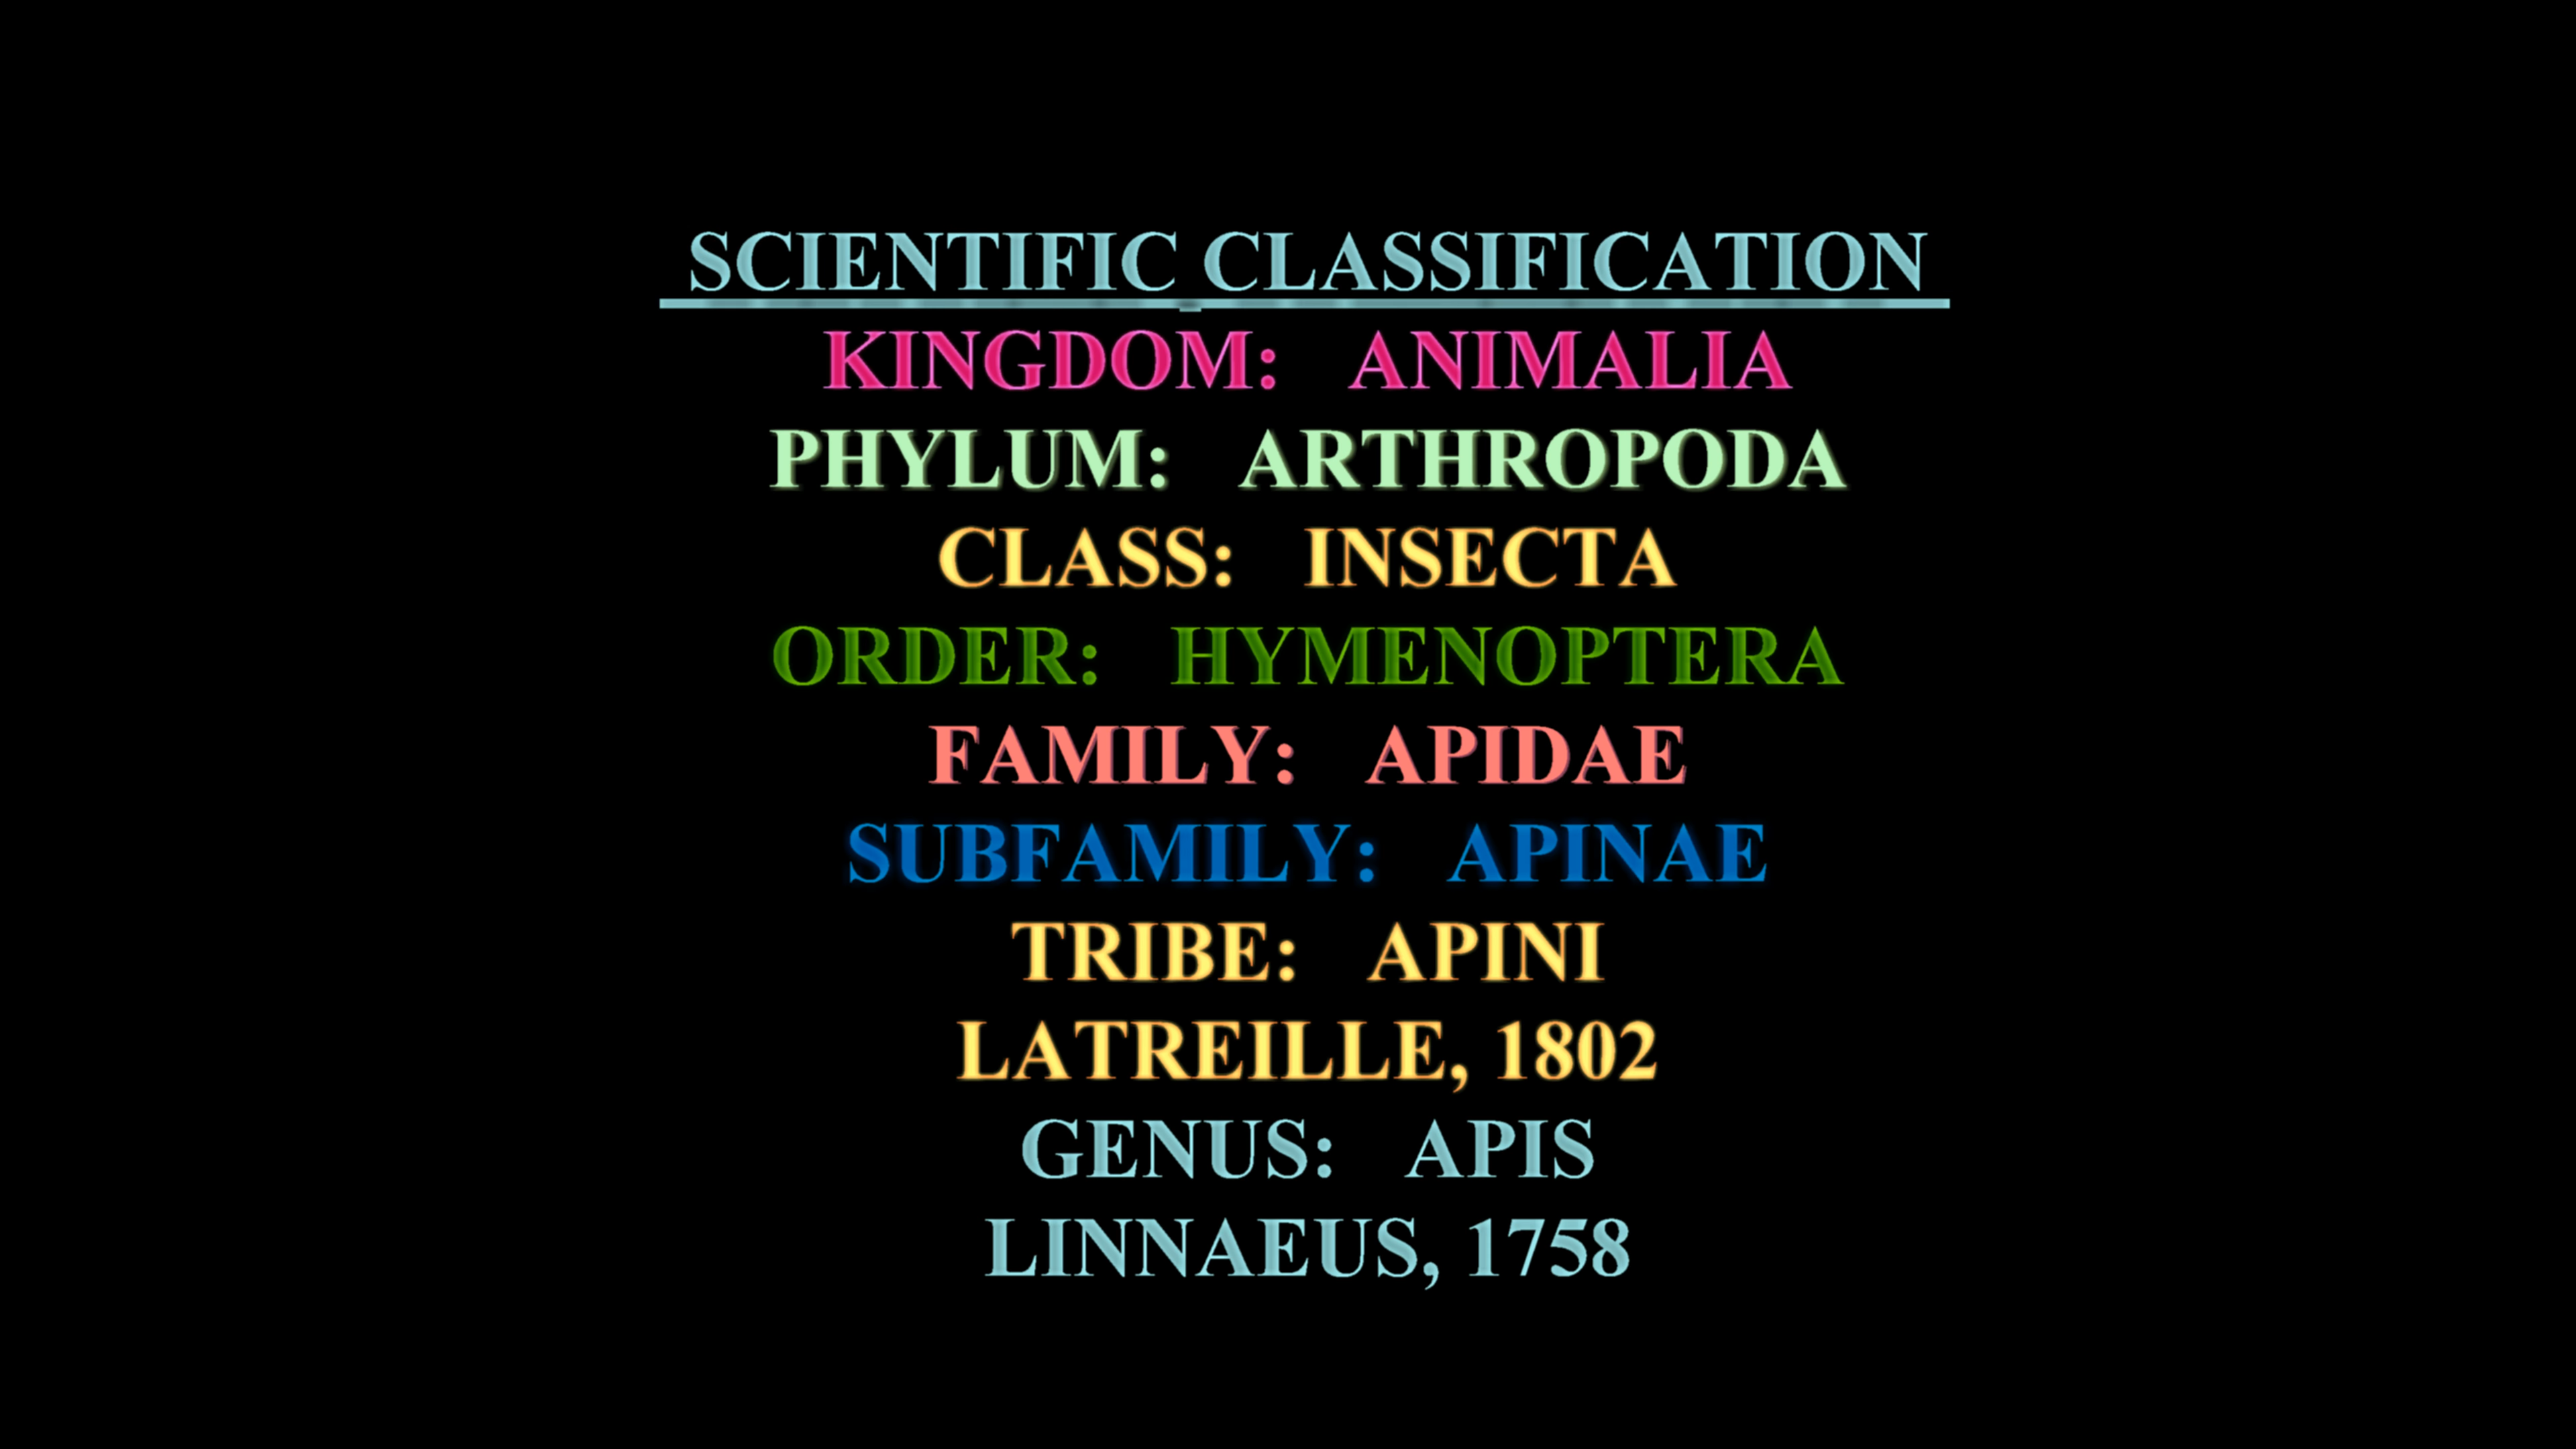 SCIENTIFIC CLASSIFICATION
KINGDOM: ANIMALIA
PHYLUM: ARTHROPODA
CLASS: INSECTA
ORDER: HYMENOPTERA
FAMILY: APIDAE
SUBFAMILY: APINAE
TRIBE: APINI
LATREILLE, 1802
GENUS: APIS
LINNAEUS, 1758